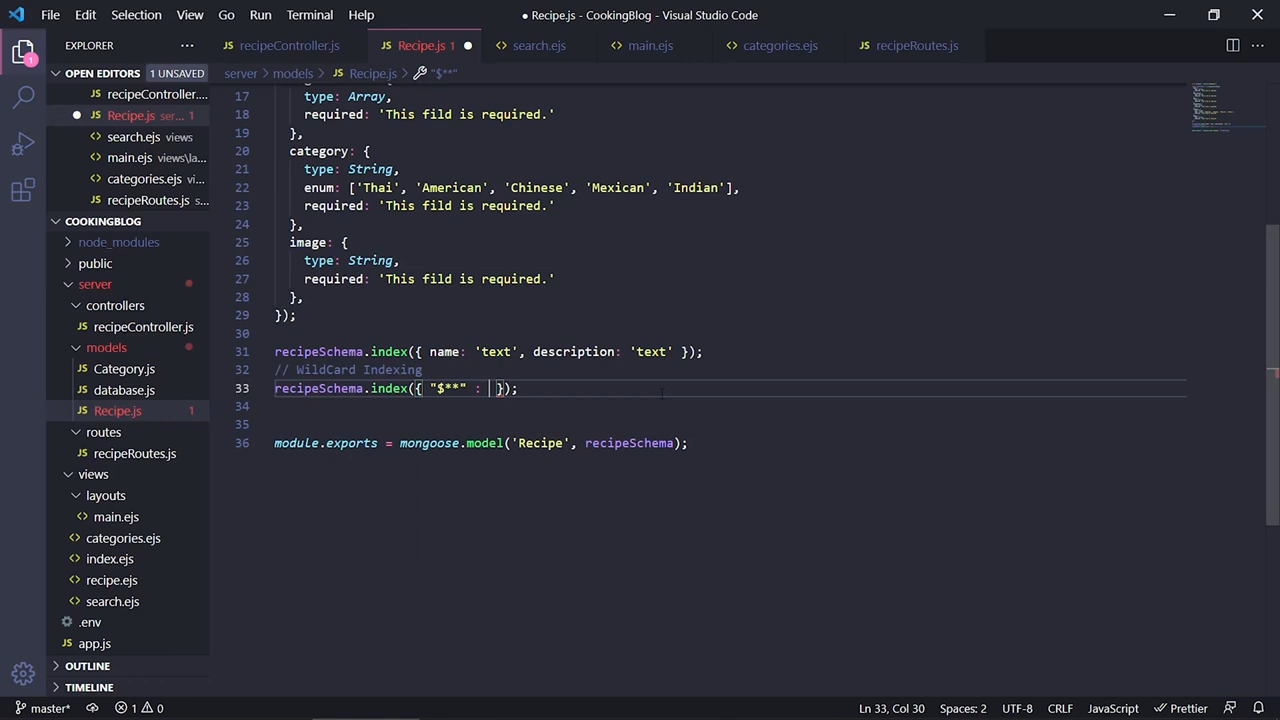 File Edit Selection View Go Run Terminal Help
● Recipe.js - CookingBlog - Visual Studio Code
EXPLORER
1
OPEN EDITORS 1 UNSAVED
recipeController....
Recipe.js ser... 1
search.ejs views
main.ejs views\la...
categories.ejs vi...
recipeRoutes.js s...
COOKINGBLOG
node_modules
public
server
controllers
recipeController.js
models
Category.js
database.js
Recipe.js 1
routes
recipeRoutes.js
views
layouts
main.ejs
categories.ejs
index.ejs
recipe.ejs
search.ejs
.env
app.js
OUTLINE
TIMELINE
recipeController.js Recipe.js 1 search.ejs main.ejs categories.ejs recipeRoutes.js
server > models > Recipe.js > "$**"
17 type: Array,
18 required: 'This fild is required.'
19 },
20 category: {
21 type: String,
22 enum: ['Thai', 'American', 'Chinese', 'Mexican', 'Indian'],
23 required: 'This fild is required.'
24 },
25 image: {
26 type: String,
27 required: 'This fild is required.'
28 },
29 });
30
31 recipeSchema.index({ name: 'text', description: 'text' });
32 // WildCard Indexing
33 recipeSchema.index({ "$**" : });
34
35
36 module.exports = mongoose.model('Recipe', recipeSchema);
master* 1 0 Ln 33, Col 30 Spaces: 2 UTF-8 CRLF JavaScript Prettier